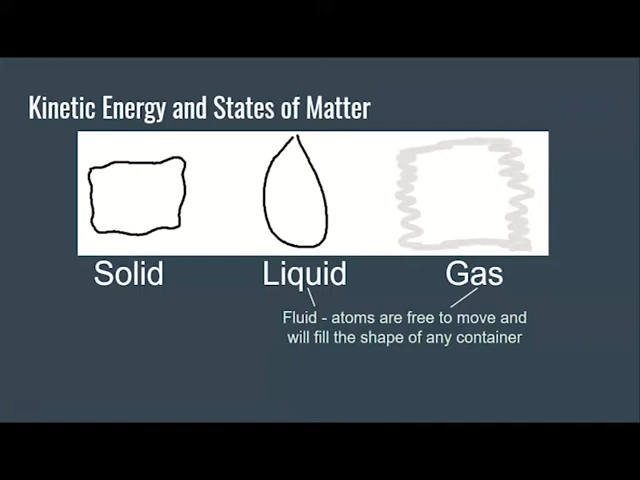 Kinetic Energy and States of Matter
Solid Liquid Gas
Fluid - atoms are free to move and
will fill the shape of any container